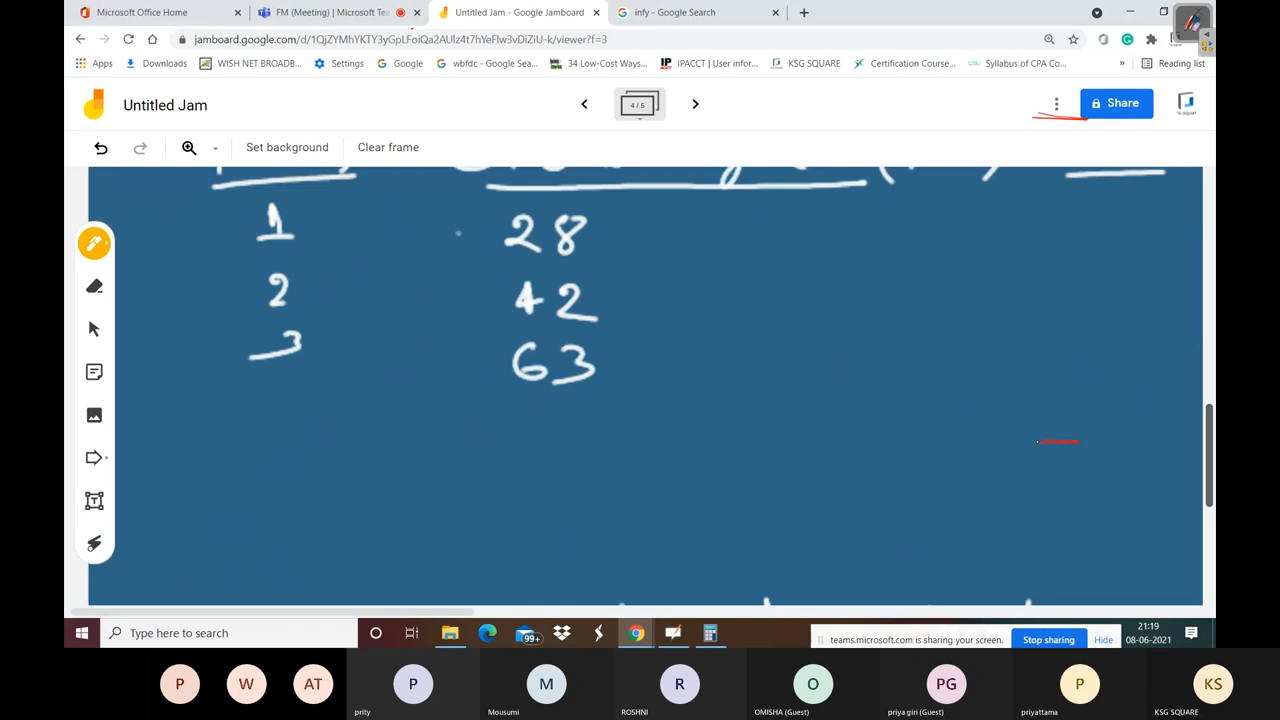 Microsoft Office Home
FM (Meeting) | Microsoft Tea
Untitled Jam - Google Jamboard
infy - Google Search
jamboard.google.com/d/1QjZYMhYKTY3yGpLFoiQa2AUlz4t7hYeFlw3vDiZiU-k/viewer?f=3
Apps Downloads WISH NET BROADB... Settings Google wbfdc - Google Sea... 34 Low-Cost Ways... IPACCT | User infor... KSG SQUARE Certification Course... Syllabus of CPA Co... » Reading list
Untitled Jam
4 / 5
Share
Set background Clear frame
1 28
2 42
3 63
Type here to search
99+
teams.microsoft.com is sharing your screen. Stop sharing Hide
21:19
08-06-2021
P W AT P M R O PG P KS
prity Mousumi ROSHNI OMISHA (Guest) priya giri (Guest) priyattama KSG SQUARE